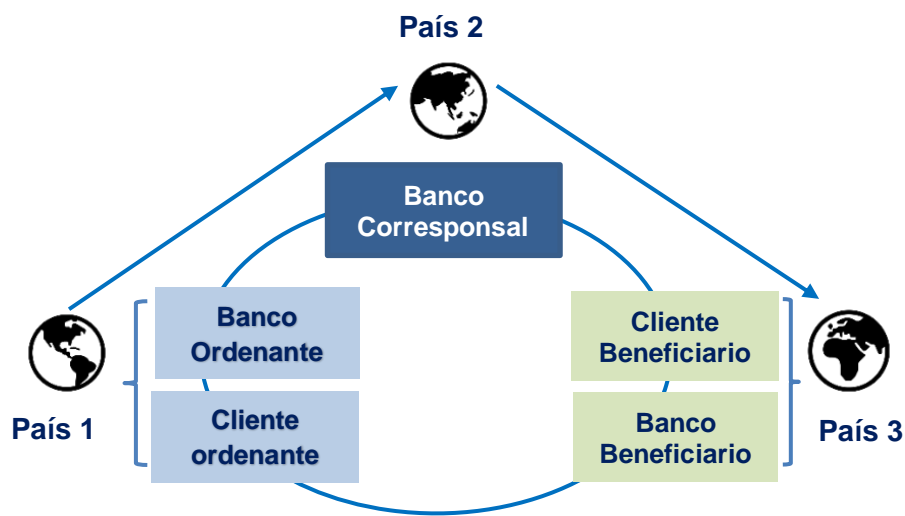 País 2
Banco
Corresponsal
Banco
Ordenante
Cliente
ordenante
País 1
Cliente
Beneficiario
Banco
Beneficiario
País 3